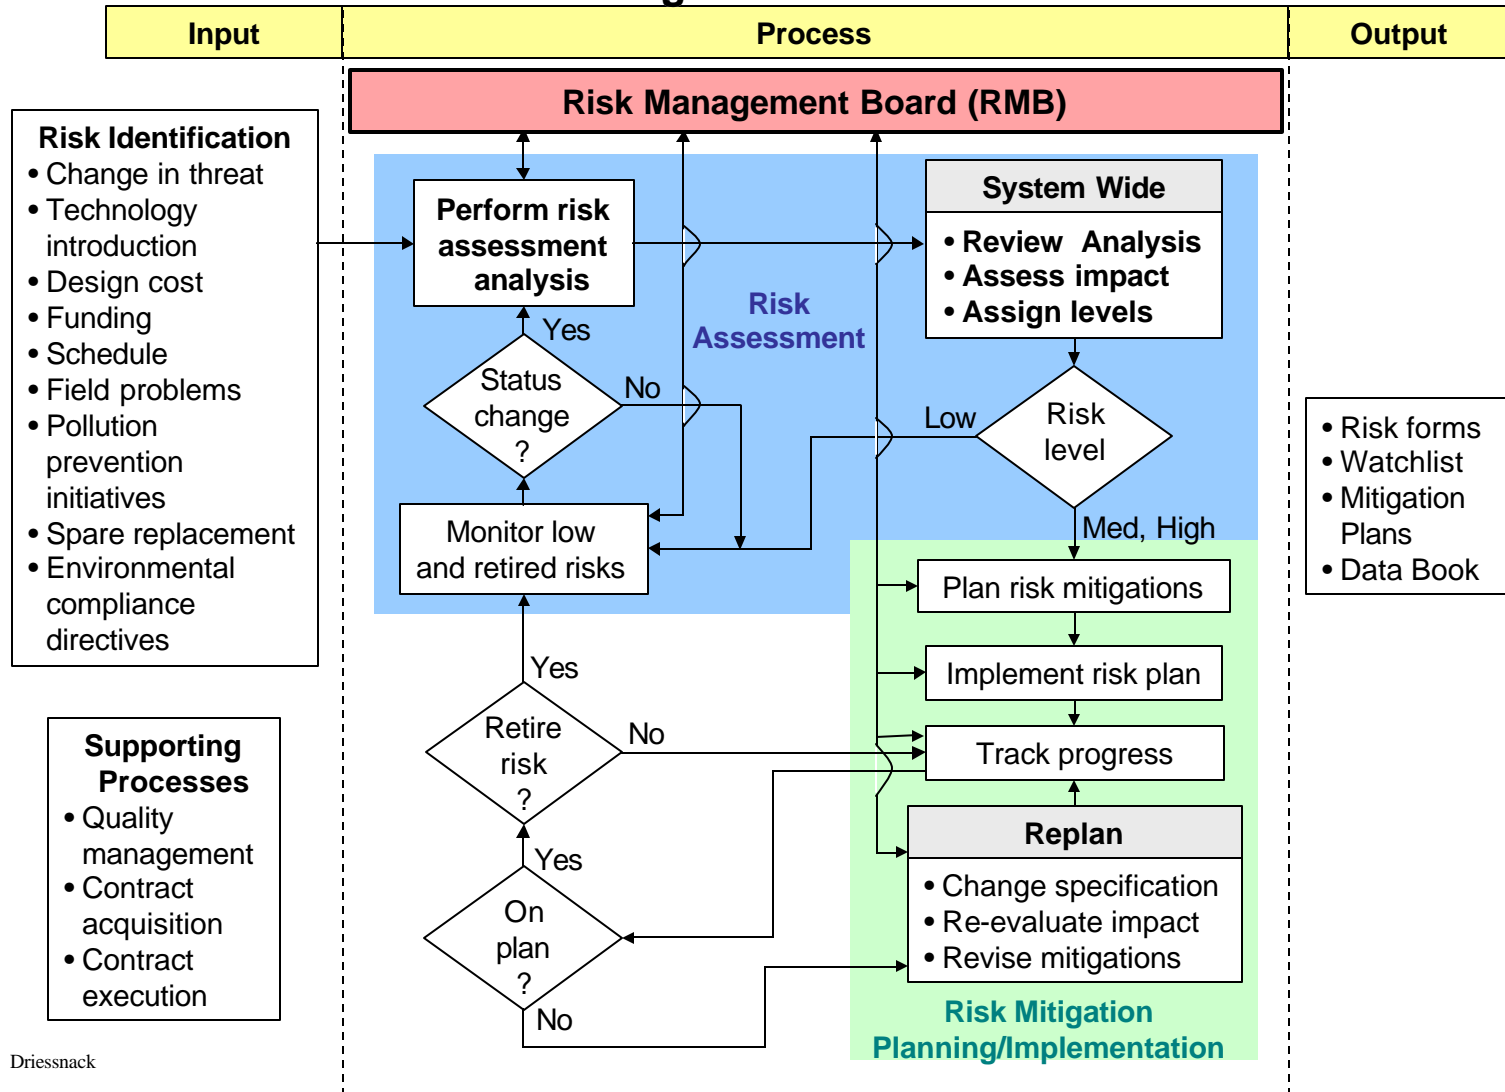 Input
Process
Output
Risk Management Board (RMB)
Risk Identification
• Change in threat
• Technology
introduction
• Design cost
• Funding
• Schedule
• Field problems
• Pollution
prevention
initiatives
• Spare replacement
• Environmental
compliance
directives
Supporting
Processes
• Quality
management
• Contract
acquisition
• Contract
execution
Perform risk
assessment
analysis
Yes
Status
change
?
No
Monitor low
and retired risks
Risk
Assessment
System Wide
• Review Analysis
• Assess impact
• Assign levels
Risk
level
Low
Med, High
Plan risk mitigations
Implement risk plan
Track progress
Replan
• Change specification
• Re-evaluate impact
• Revise mitigations
Risk Mitigation
Planning/Implementation
Yes
Retire
risk
?
No
Yes
On
plan
?
No
• Risk forms
• Watchlist
• Mitigation
Plans
• Data Book
Driessnack